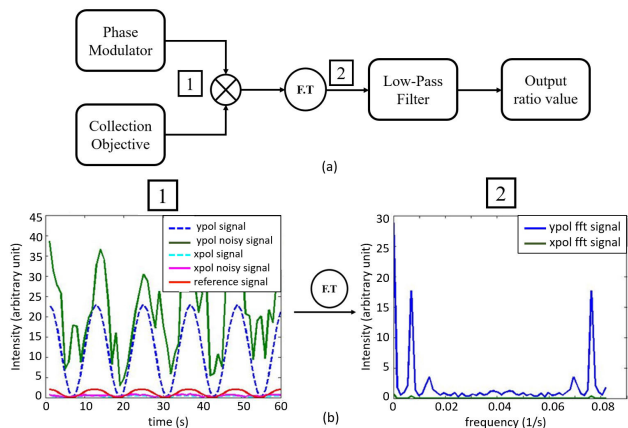 Phase
Modulator
1
F.T
2
Low-Pass
Filter
Output
ratio value
Collection
Objective
(a)
1
Intensity (arbitrary unit)
45
40
35
30
25
20
15
10
5
0
0
10
20
30
40
50
60
time (s)
ypol signal
ypol noisy signal
xpol signal
xpol noisy signal
reference signal
F.T
(b)
2
Intensity (arbitrary unit)
30
25
20
15
10
5
0
0
0.02
0.04
0.06
0.08
frequency (1/s)
ypol fft signal
xpol fft signal